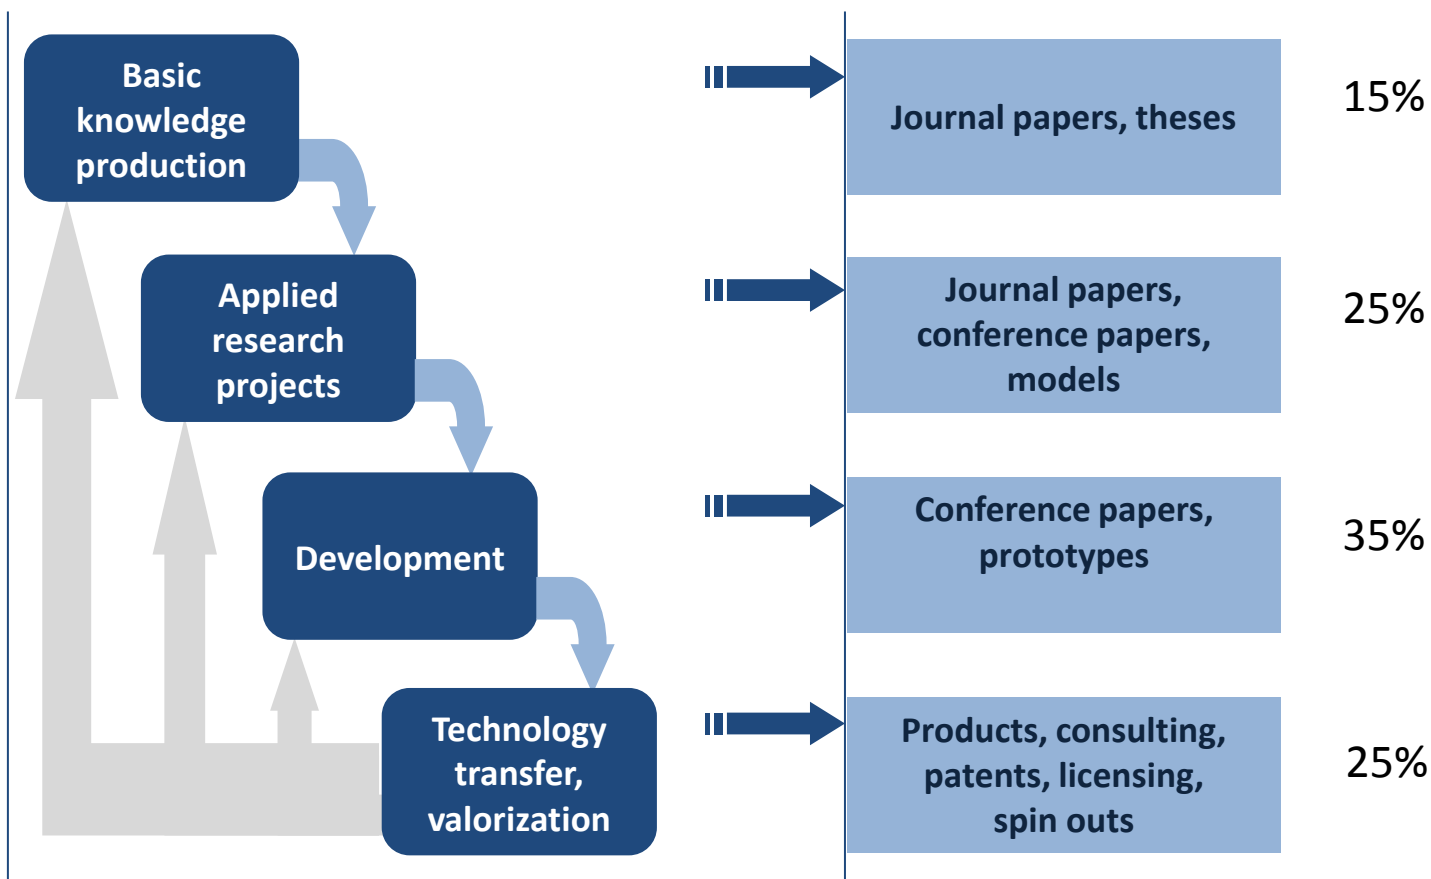 Basic
knowledge
production
Journal papers, theses
15%
Applied
research
projects
Journal papers,
conference papers,
models
25%
Development
Conference papers,
prototypes
35%
Technology
transfer,
valorization
Products, consulting,
patents, licensing,
spin outs
25%